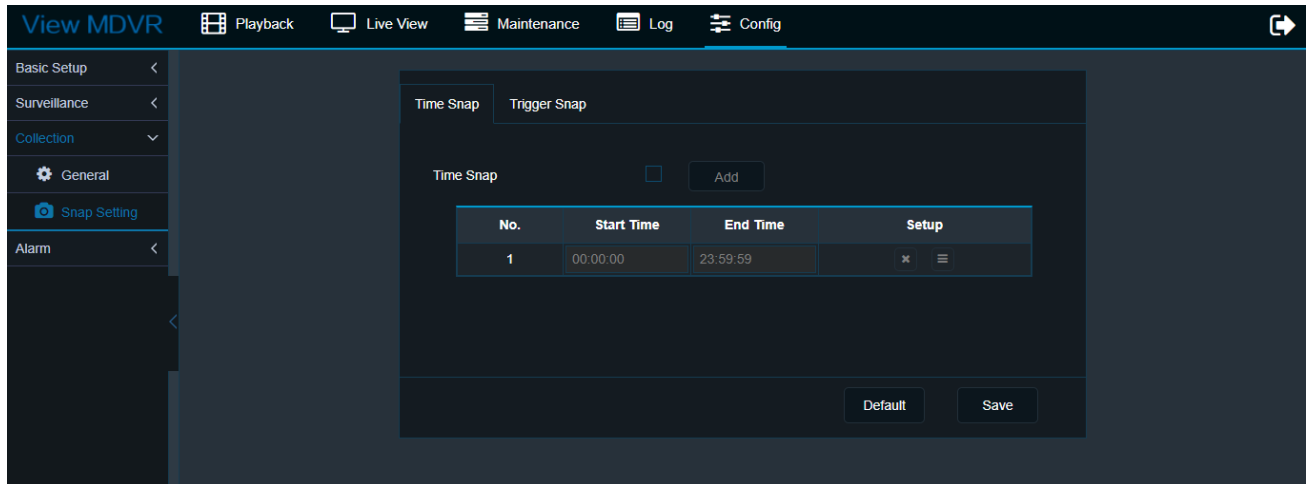 View MDVR Playback Live View Maintenance Log Config
Basic Setup
Surveillance
Collection
General
Snap Setting
Alarm
Time Snap Trigger Snap
Time Snap Add
No. Start Time End Time Setup
1 00:00:00 23:59:59
Default Save